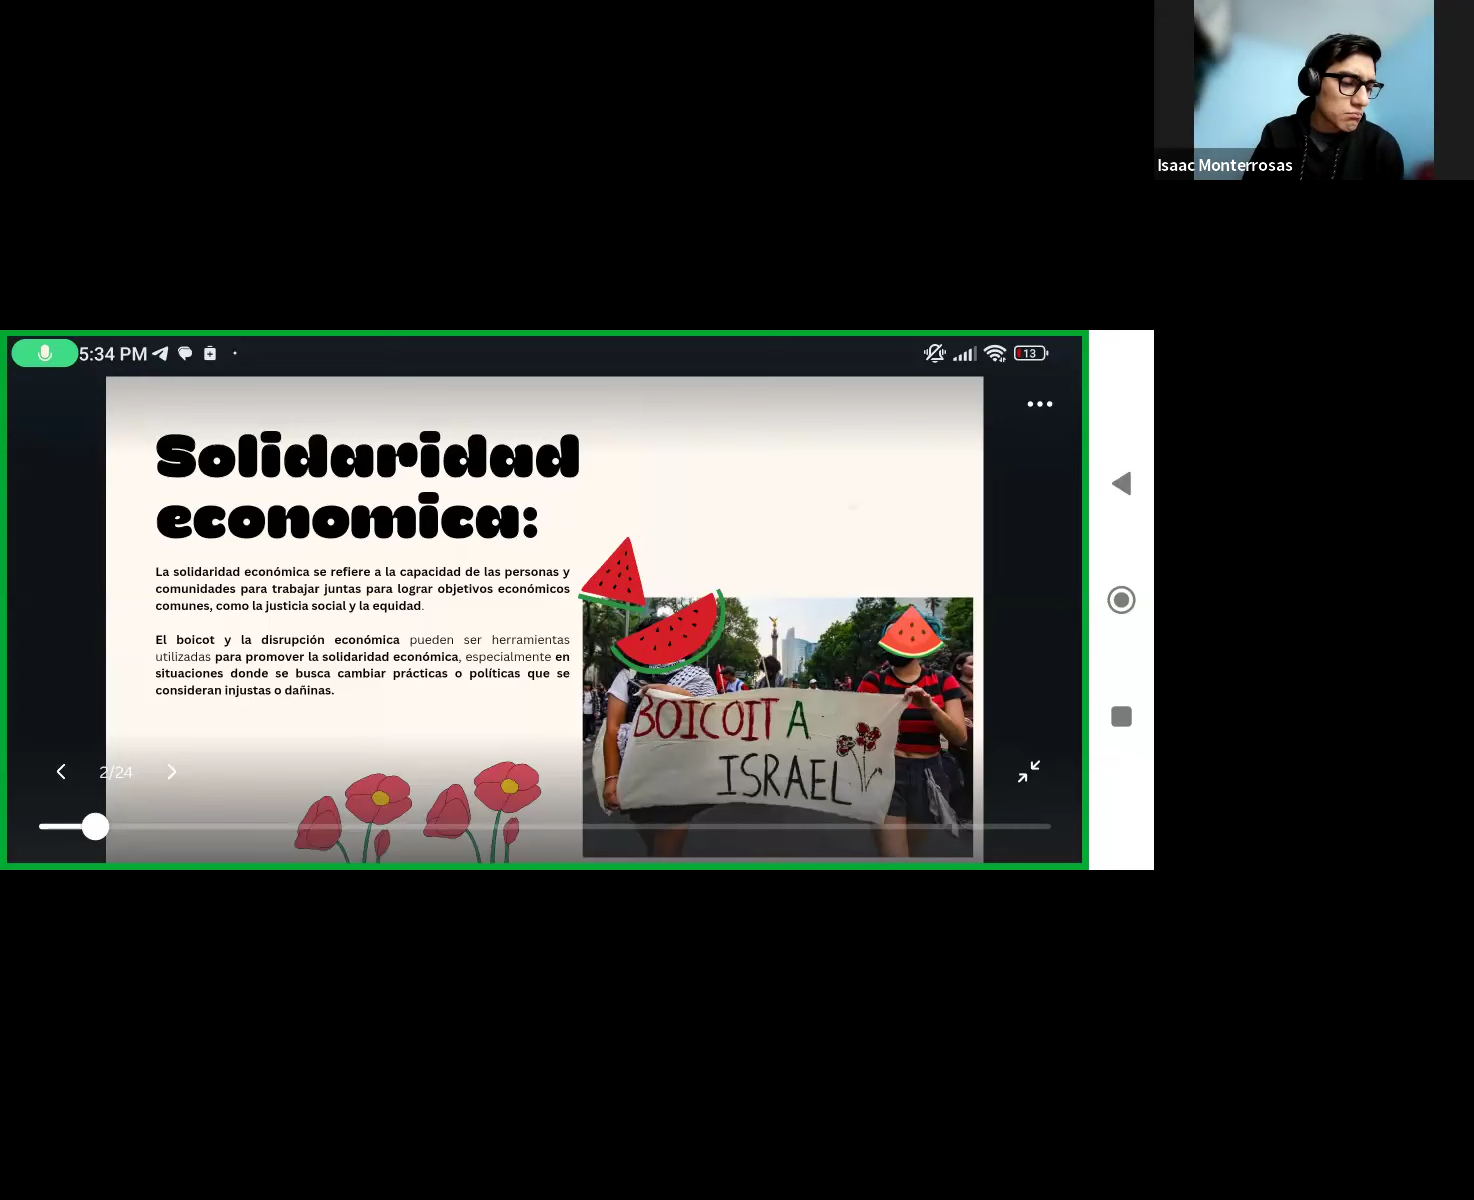 Isaac Monterrosas
5:34 PM
13
Solidaridad
economica:
La solidaridad económica se refiere a la capacidad de las personas y
comunidades para trabajar juntas para lograr objetivos económicos
comunes, como la justicia social y la equidad.
El boicot y la disrupción económica pueden ser herramientas
utilizadas para promover la solidaridad económica, especialmente en
situaciones donde se busca cambiar prácticas o políticas que se
consideran injustas o dañinas.
BOICOIT A
ISRAEL
2/24